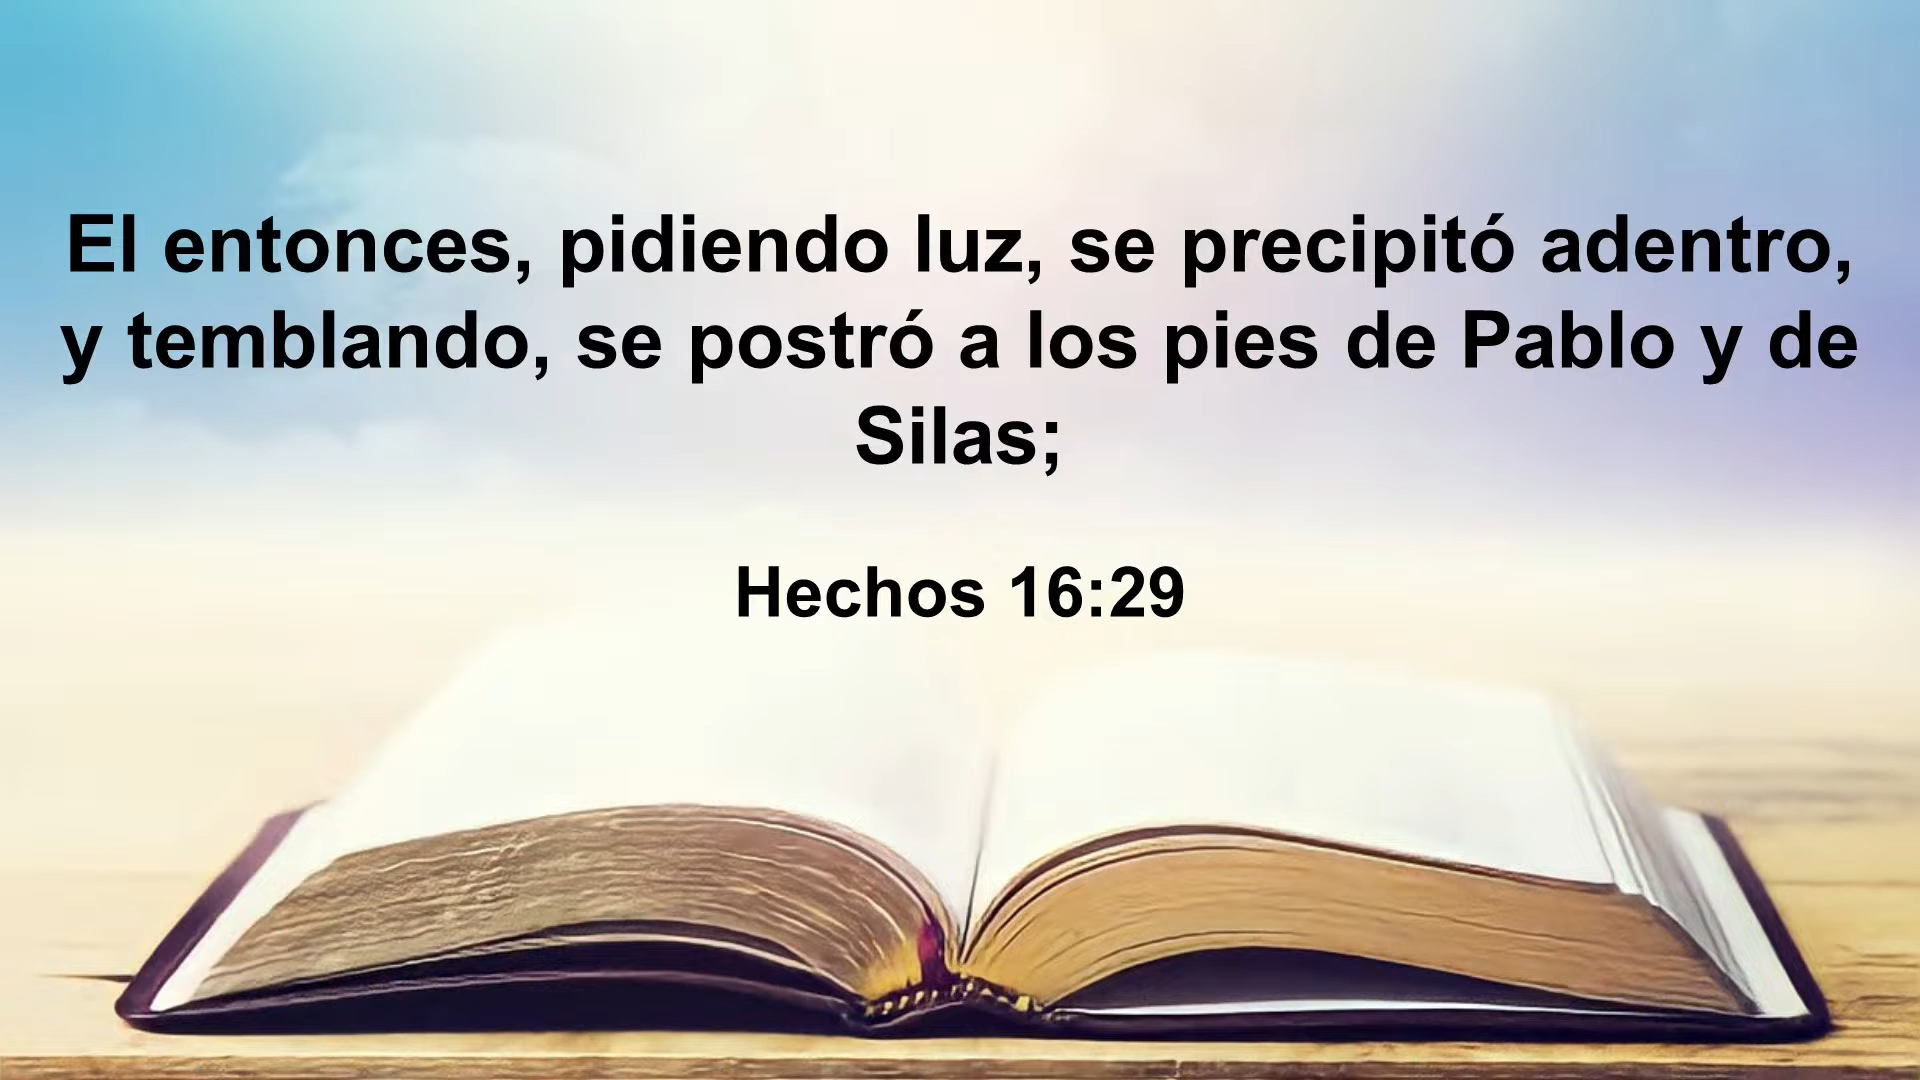 El entonces, pidiendo luz, se precipitó adentro,
y temblando, se postró a los pies de Pablo y de
Silas;
Hechos 16:29